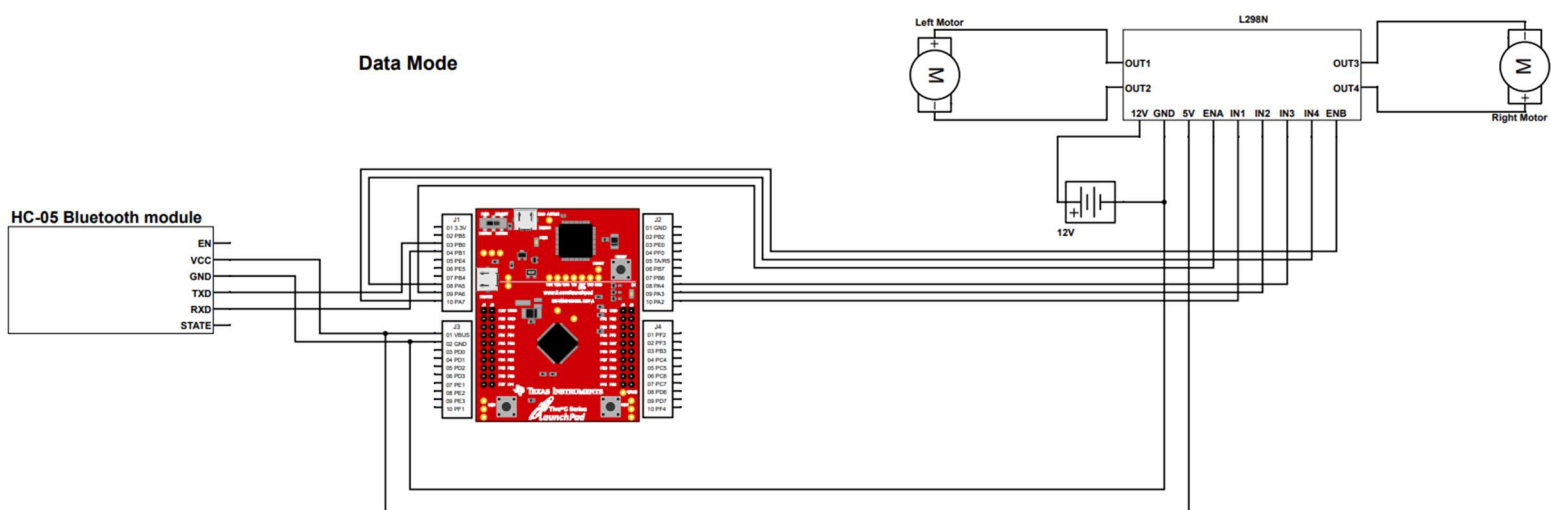 Data Mode
Left Motor
L298N
M
OUT1
OUT2
OUT3
OUT4
M
Right Motor
12V GND 5V ENA IN1 IN2 IN3 IN4 ENB
12V
HC-05 Bluetooth module
EN
VCC
GND
TXD
RXD
STATE
J1
01 3.3V
02 PB5
03 PB0
04 PB1
05 PE4
06 PE5
07 PB4
08 PA5
09 PA6
10 PA7
J2
01 GND
02 PB2
03 PE0
04 PF0
05 TA/RS
06 PB7
07 PB6
08 PA4
09 PA3
10 PA2
J3
01 VBUS
02 GND
03 PD0
04 PD1
05 PD2
06 PD3
07 PE1
08 PE2
09 PE3
10 PF1
J4
01 PF2
02 PF3
03 PB3
04 PC4
05 PC5
06 PC6
07 PC7
08 PD6
09 PD7
10 PF4
TEXAS INSTRUMENTS
Tiva C Series
LaunchPad